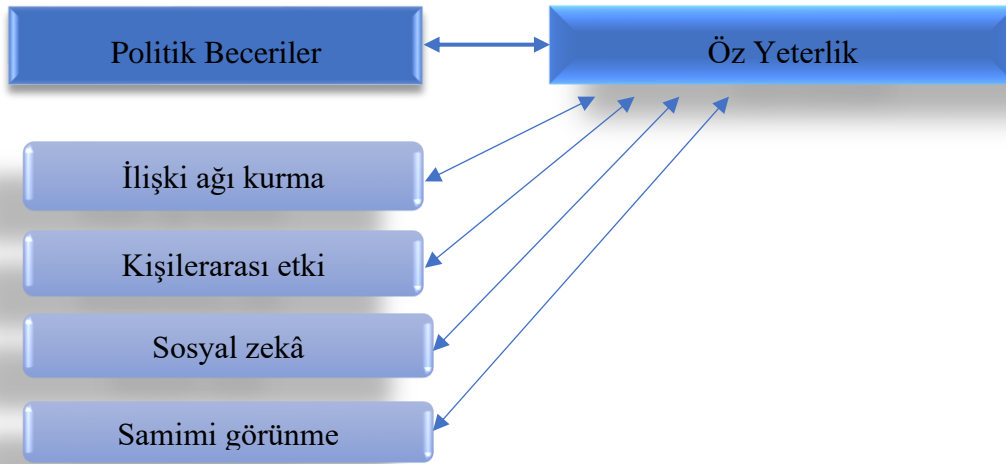 Politik Beceriler
Öz Yeterlik
İlişki ağı kurma
Kişilerarası etki
Sosyal zekâ
Samimi görünme